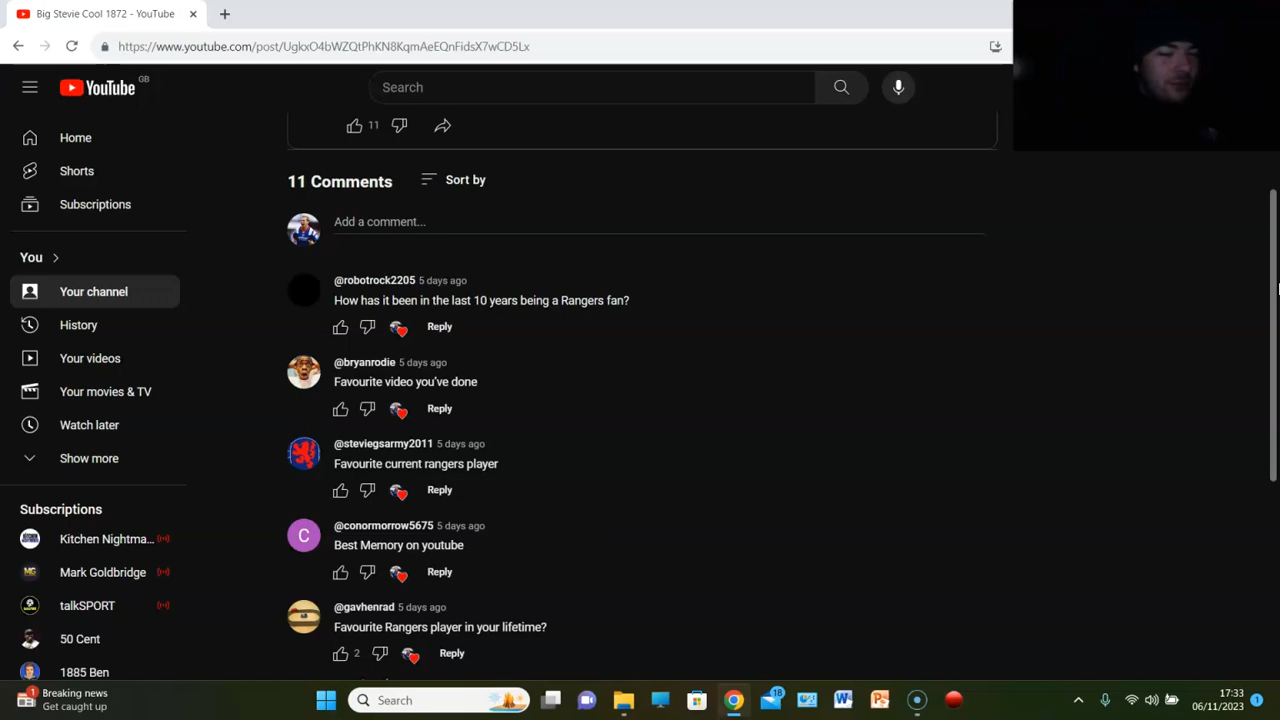 Big Stevie Cool 1872 - YouTube
https://www.youtube.com/post/UgkxO4bWZQtPhKN8KqmAeEQnFidsX7wCD5Lx
YouTube GB
Search
Home
Shorts
Subscriptions
You
Your channel
History
Your videos
Your movies & TV
Watch later
Show more
Subscriptions
Kitchen Nightma...
Mark Goldbridge
talkSPORT
50 Cent
1885 Ben
11
11 Comments Sort by
Add a comment...
@robotrock2205 5 days ago
How has it been in the last 10 years being a Rangers fan?
Reply
@bryanrodie 5 days ago
Favourite video you've done
Reply
@steviegsarmy2011 5 days ago
Favourite current rangers player
Reply
C
@conormorrow5675 5 days ago
Best Memory on youtube
Reply
@gavhenrad 5 days ago
Favourite Rangers player in your lifetime?
2 Reply
1
Breaking news
Get caught up
Search
18
17:33
06/11/2023
1